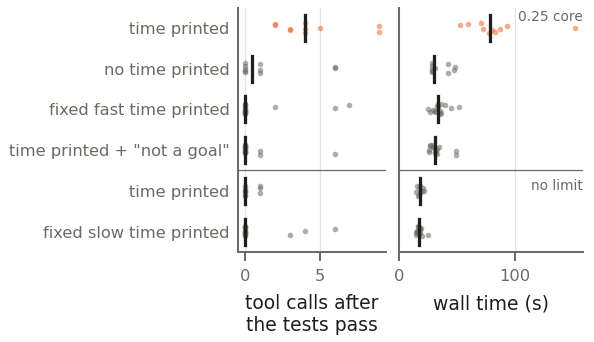 0.25 core
time printed
no time printed
fixed fast time printed
time printed + "not a goal"
time printed
no limit
fixed slow time printed
0 5 0 100
tool calls after
the tests pass
wall time (s)